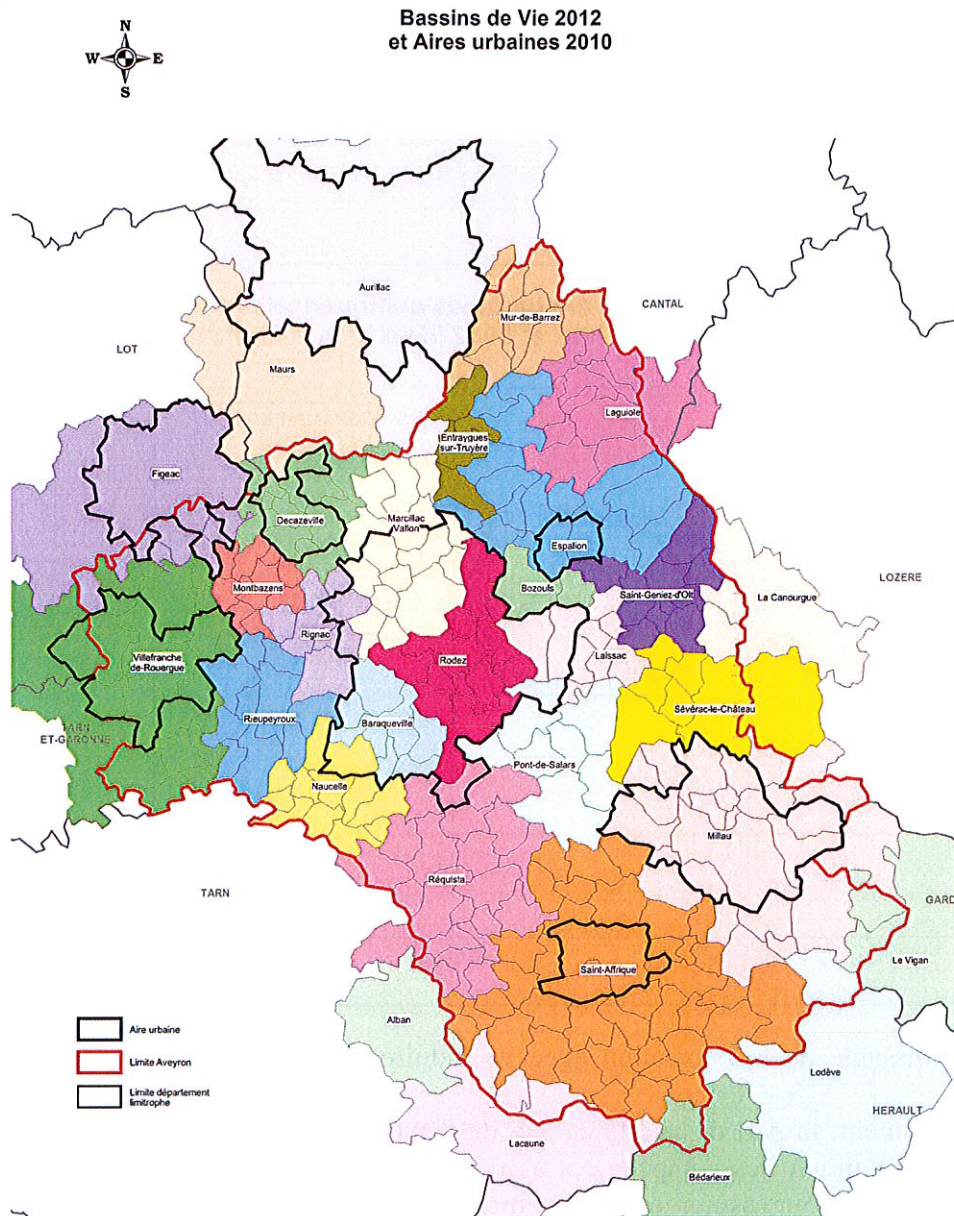 Bassins de Vie 2012
et Aires urbaines 2010
N
W
E
S
Aurillac
CANTAL
Mur-de-Barrez
LOT
Maurs
Laguiole
Entraygues
sur-Truyère
Figeac
Decazeville
Marcillac
Vallon
Espalion
Montbazens
Bozouls
Saint-Geniez-d'Olt
La Canourgue
LOZERE
Rignac
Villefranche
de-Rouergue
Rodez
Laissac
Rieupeyroux
Baraqueville
Sévérac-le-Château
TARN
ET-GARONNE
Pont-de-Salars
Naucelle
Millau
Réquista
TARN
GARD
Saint-Affrique
Le Vigan
Alban
Aire urbaine
Limite Aveyron
Limite département
limitrophe
Lodève
HERAULT
Lacaune
Bédarieux